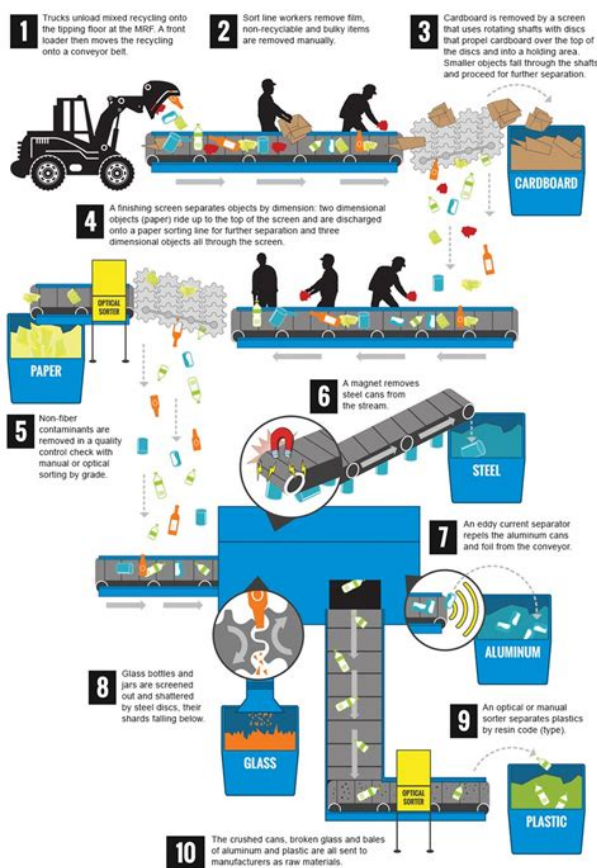 1
Trucks unload mixed recycling onto
the tipping floor at the MRF. A front
loader then moves the recycling
onto a conveyor belt.
2
Sort line workers remove film,
non-recyclable and bulky items
are removed manually.
3
Cardboard is removed by a screen
that uses rotating shafts with discs
that propel cardboard over the top of
the discs and into a holding area.
Smaller objects fall through the shafts
and proceed for further separation.
CARDBOARD
4
A finishing screen separates objects by dimension: two dimensional
objects (paper) ride up to the top of the screen and are discharged
onto a paper sorting line for further separation and three
dimensional objects all through the screen.
OPTICAL
SORTER
PAPER
5
Non-fiber
contaminants are
removed in a quality
control check with
manual or optical
sorting by grade.
6
A magnet removes
steel cans from
the stream.
STEEL
7
An eddy current separator
repels the aluminum cans
and foil from the conveyor.
ALUMINUM
8
Glass bottles and
jars are screened
out and shattered
by steel discs, their
shards falling below.
GLASS
9
An optical or manual
sorter separates plastics
by resin code (type).
OPTICAL
SORTER
PLASTIC
10
The crushed cans, broken glass and bales
of aluminum and plastic are all sent to
manufacturers as raw materials.